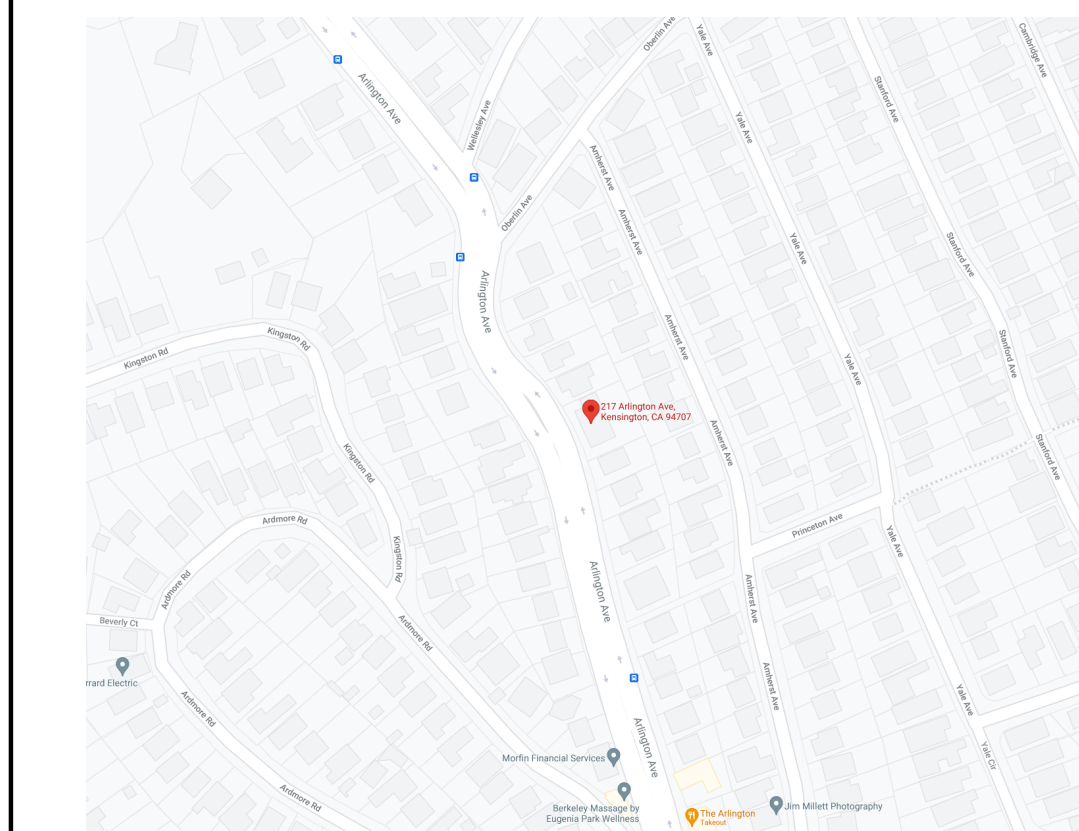 Oberlin Ave
Yale Ave
Cambridge Ave
Arlington Ave
Stanford Ave
Wellesley Ave
Yale Ave
Amherst Ave
Oberlin Ave
Amherst Ave
Yale Ave
Stanford Ave
Arlington Ave
Kingston Rd
Kingston Rd
Amherst Ave
Stanford Ave
Yale Ave
217 Arlington Ave,
Kensington, CA 94707
Amherst Ave
Kingston Rd
Stanford Ave
Ardmore Rd
Princeton Ave
Yale Ave
Kingston Rd
Ardmore Rd
Arlington Ave
Amherst Ave
Beverly Ct
Ardmore Rd
rrard Electric
Amherst Ave
Yale Ave
Ardmore Rd
Arlington Ave
Yale Cir
Morfin Financial Services
Ardmore Rd
Berkeley Massage by
Eugenia Park Wellness
The Arlington
Takeout
Jim Millett Photography